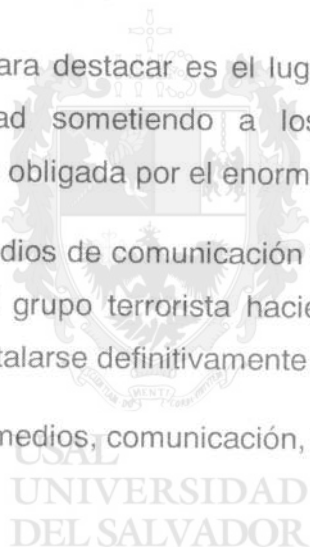 ara destacar es el lug
ad sometiendo a los
obligada por el enorm
dios de comunicación
grupo terrorista hacie
talarse definitivamente
medios, comunicación,
USAL
UNIVERSIDAD
DEL SALVADOR